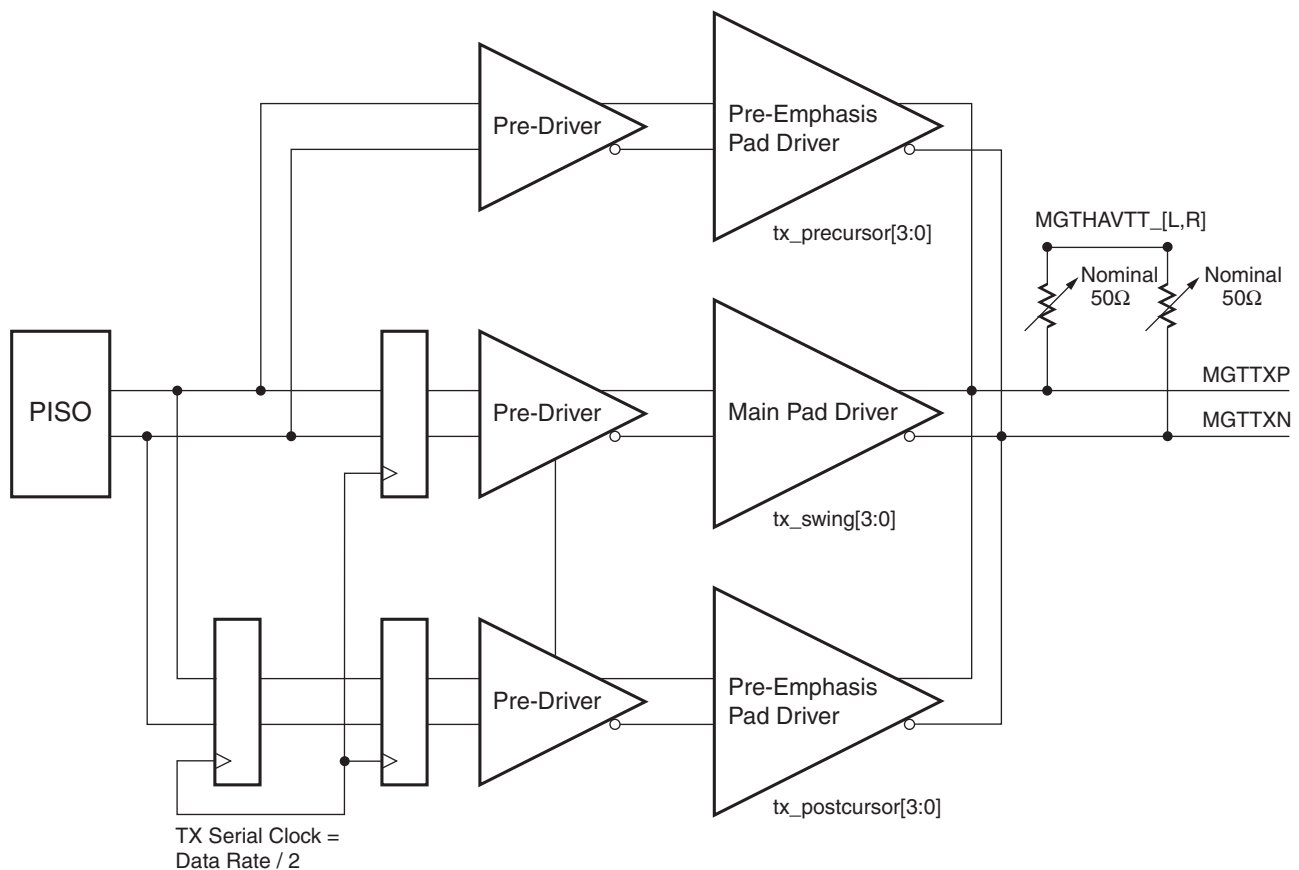 Pre-Driver
Pre-Emphasis
Pad Driver
tx_precursor[3:0]
MGTHAVTT_[L,R]
Nominal
50Ω
Nominal
50Ω
PISO
Pre-Driver
Main Pad Driver
MGTTXP
MGTTXN
tx_swing[3:0]
Pre-Driver
Pre-Emphasis
Pad Driver
tx_postcursor[3:0]
TX Serial Clock =
Data Rate / 2